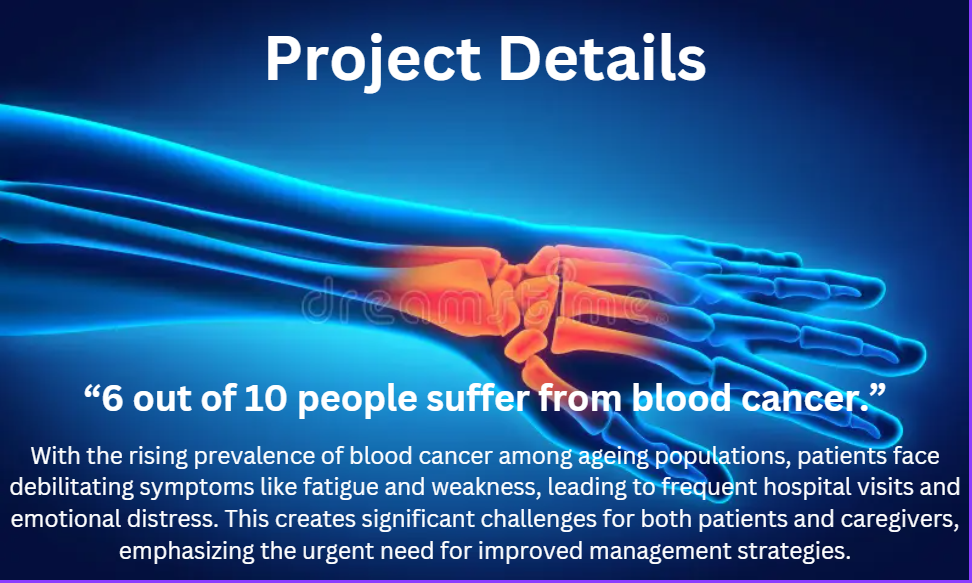 Project Details
dreamstime.
“6 out of 10 people suffer from blood cancer.”
With the rising prevalence of blood cancer among ageing populations, patients face
debilitating symptoms like fatigue and weakness, leading to frequent hospital visits and
emotional distress. This creates significant challenges for both patients and caregivers,
emphasizing the urgent need for improved management strategies.